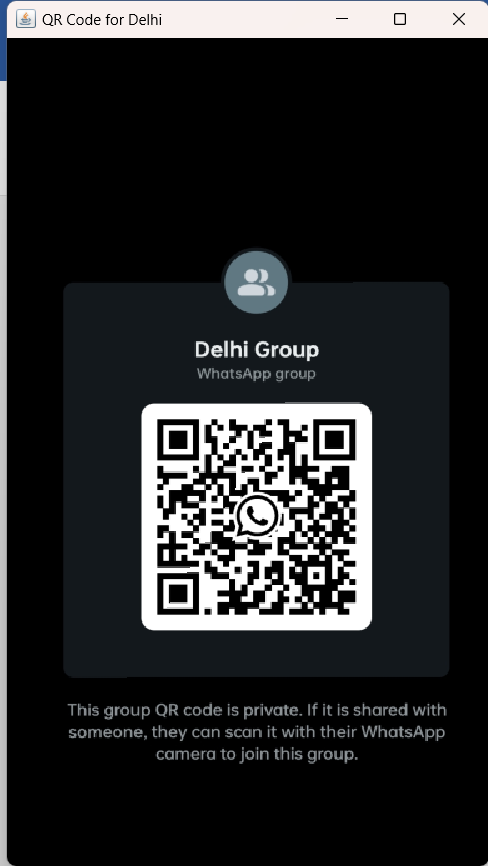 QR Code for Delhi
Delhi Group
WhatsApp group
This group QR code is private. If it is shared with
someone, they can scan it with their WhatsApp
camera to join this group.